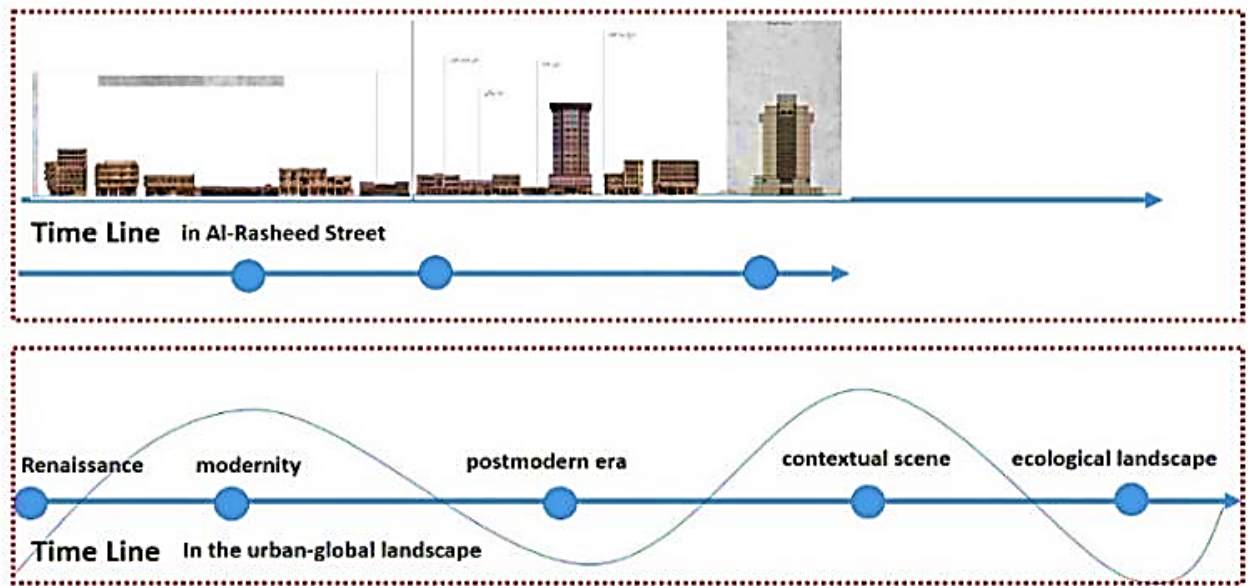 Time Line in Al-Rasheed Street
Renaissance modernity postmodern era contextual scene ecological landscape
Time Line In the urban-global landscape